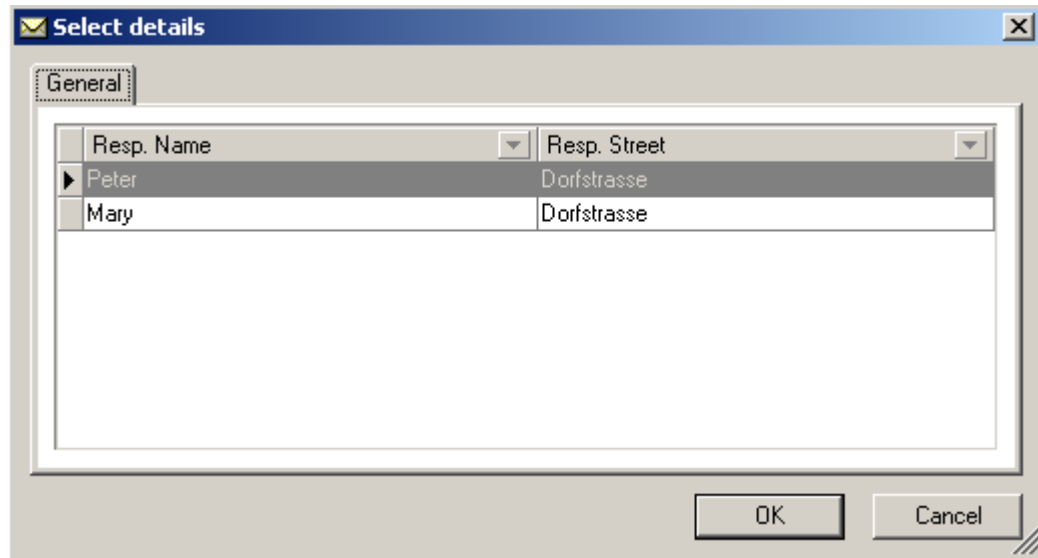 Select details
General
Resp. Name Resp. Street
Peter Dorfstrasse
Mary Dorfstrasse
OK Cancel